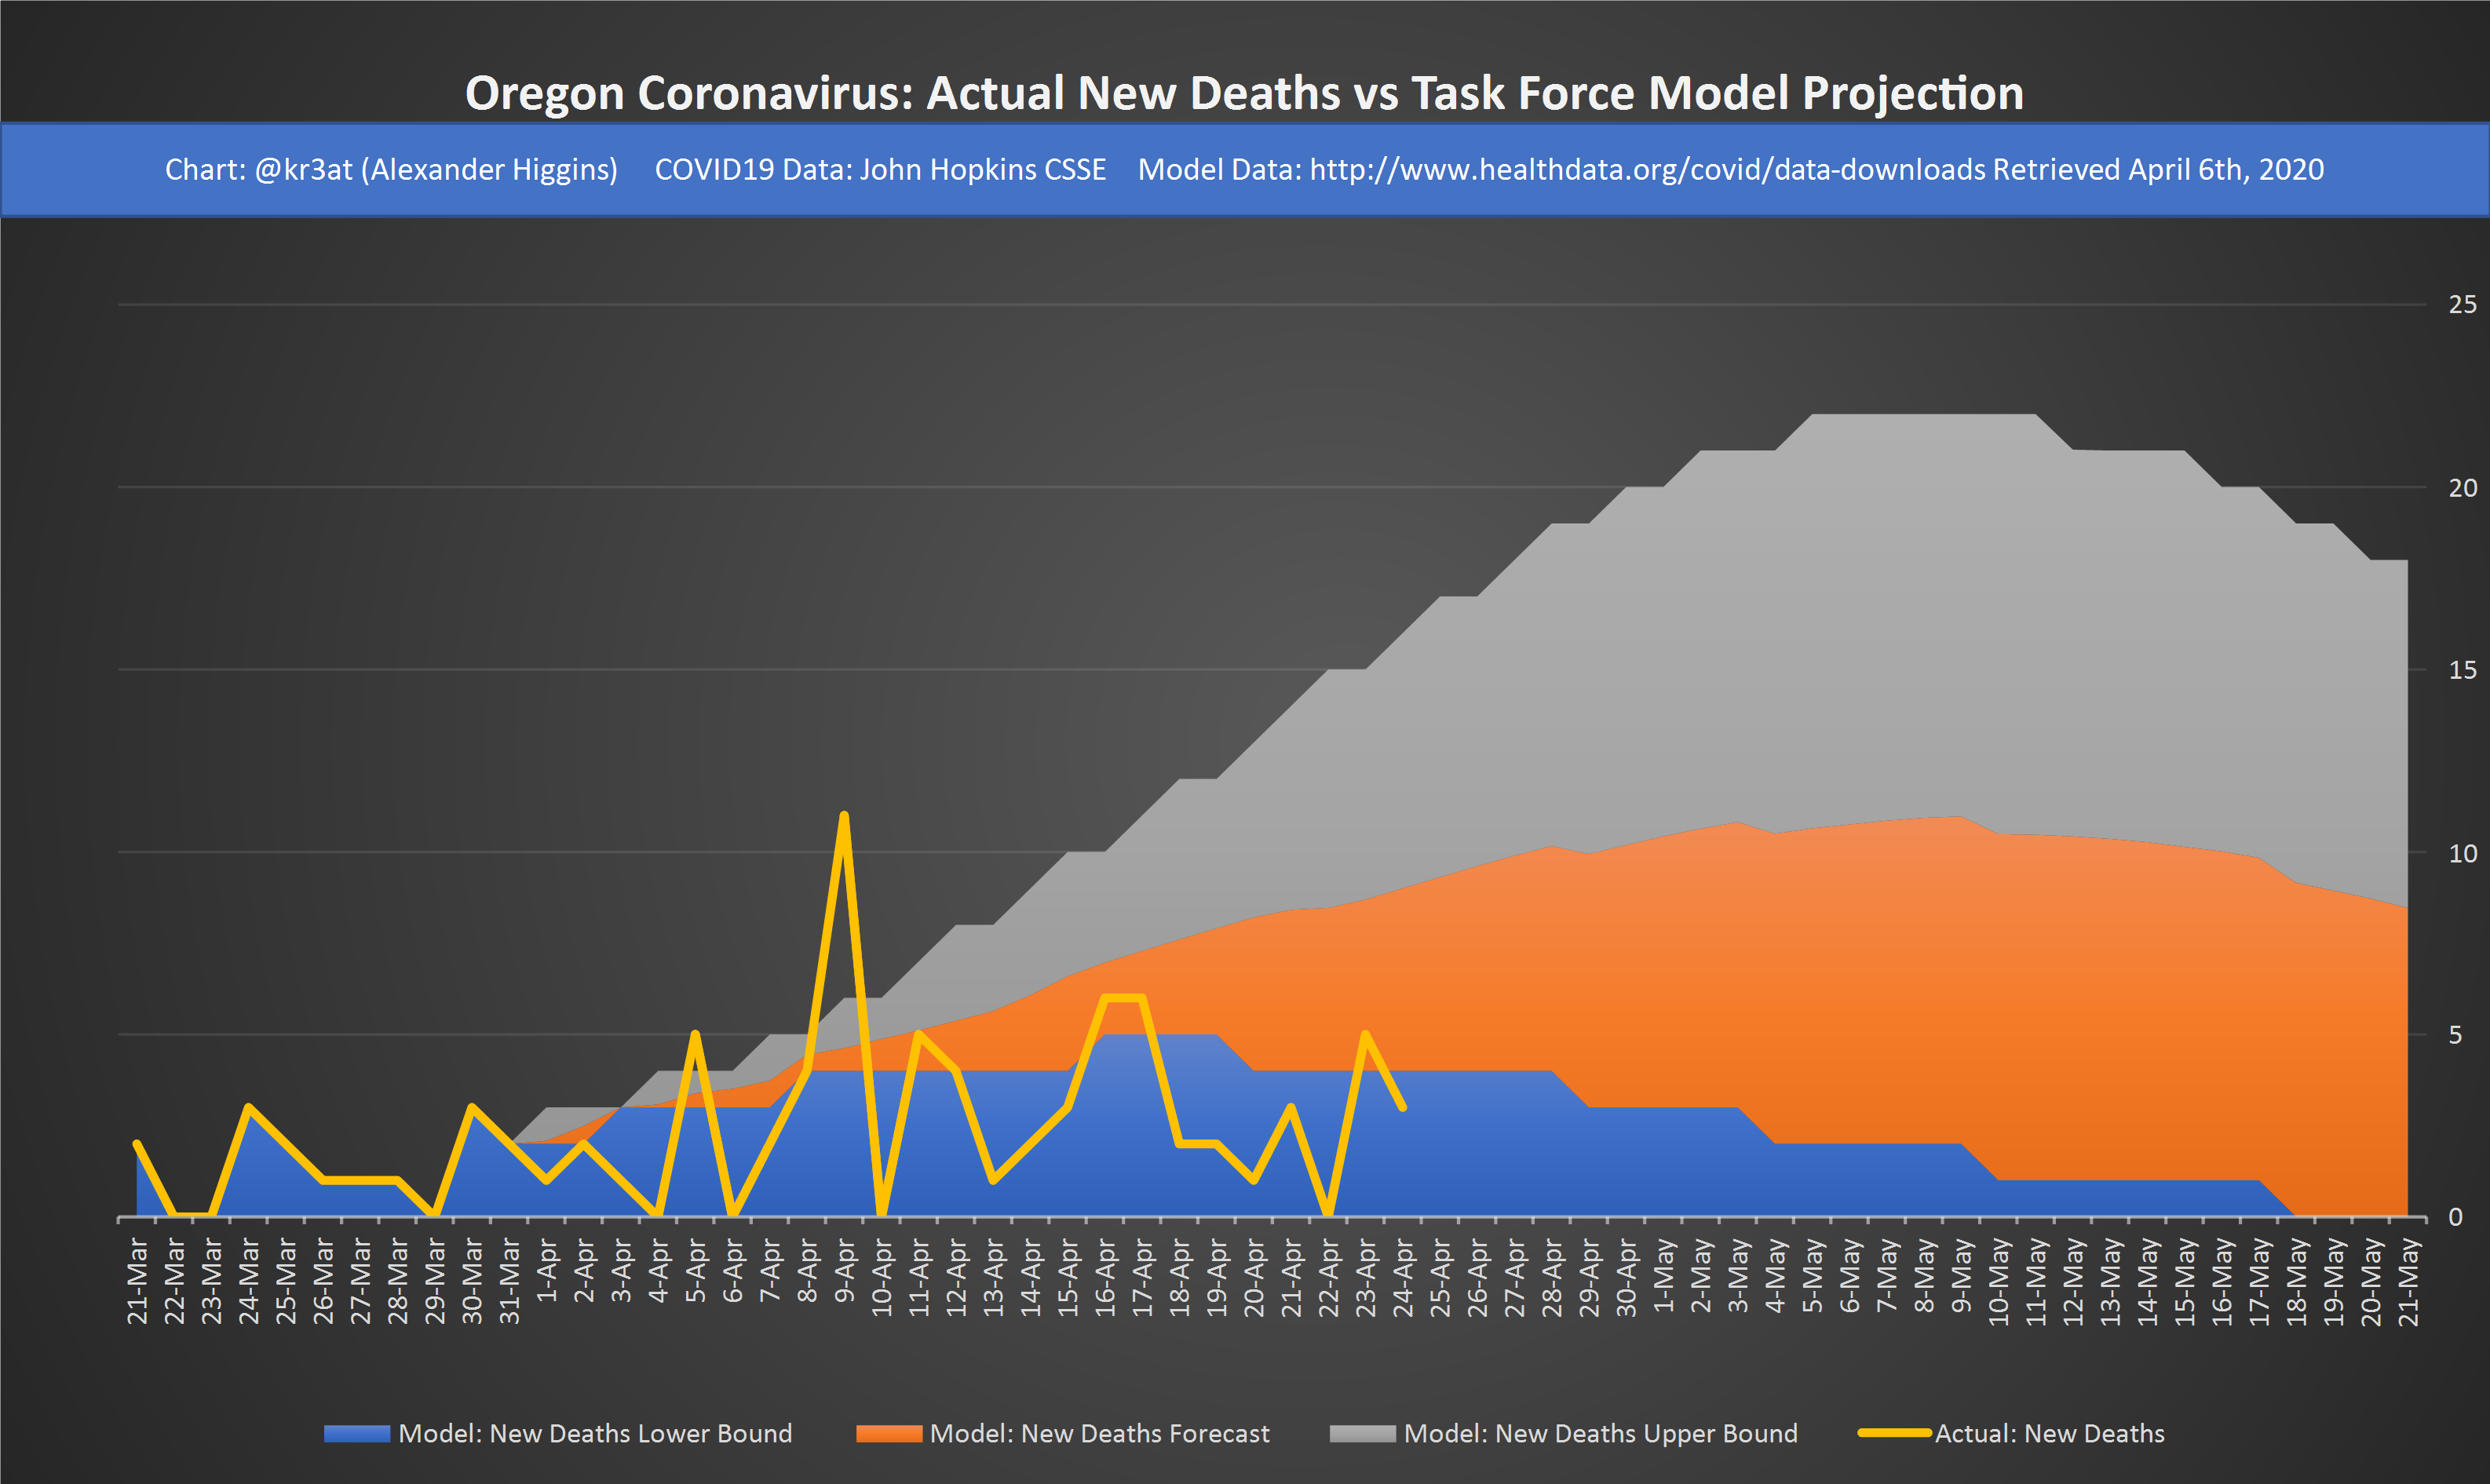 Oregon Coronavirus: Actual New Deaths vs Task Force Model Projection
Chart: @kr3at (Alexander Higgins) COVID19 Data: John Hopkins CSSE Model Data: http://www.healthdata.org/covid/data-downloads Retrieved April 6th, 2020
25
20
15
10
5
0
21-Mar
22-Mar
23-Mar
24-Mar
25-Mar
26-Mar
27-Mar
28-Mar
29-Mar
30-Mar
31-Mar
1-Apr
2-Apr
3-Apr
4-Apr
5-Apr
6-Apr
7-Apr
8-Apr
9-Apr
10-Apr
11-Apr
12-Apr
13-Apr
14-Apr
15-Apr
16-Apr
17-Apr
18-Apr
19-Apr
20-Apr
21-Apr
22-Apr
23-Apr
24-Apr
25-Apr
26-Apr
27-Apr
28-Apr
29-Apr
30-Apr
1-May
2-May
3-May
4-May
5-May
6-May
7-May
8-May
9-May
10-May
11-May
12-May
13-May
14-May
15-May
16-May
17-May
18-May
19-May
20-May
21-May
Model: New Deaths Lower Bound
Model: New Deaths Forecast
Model: New Deaths Upper Bound
Actual: New Deaths